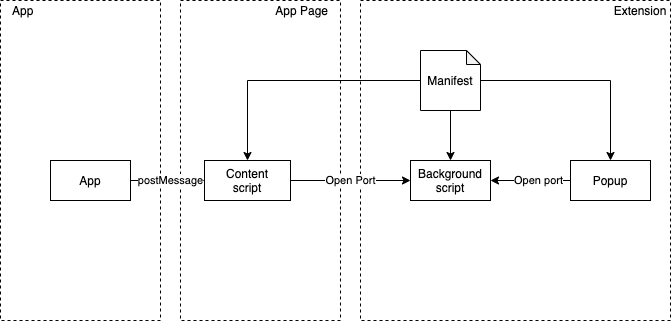 App
App Page
Extension
Manifest
App
postMessage
Content
script
Open Port
Background
script
Open port
Popup